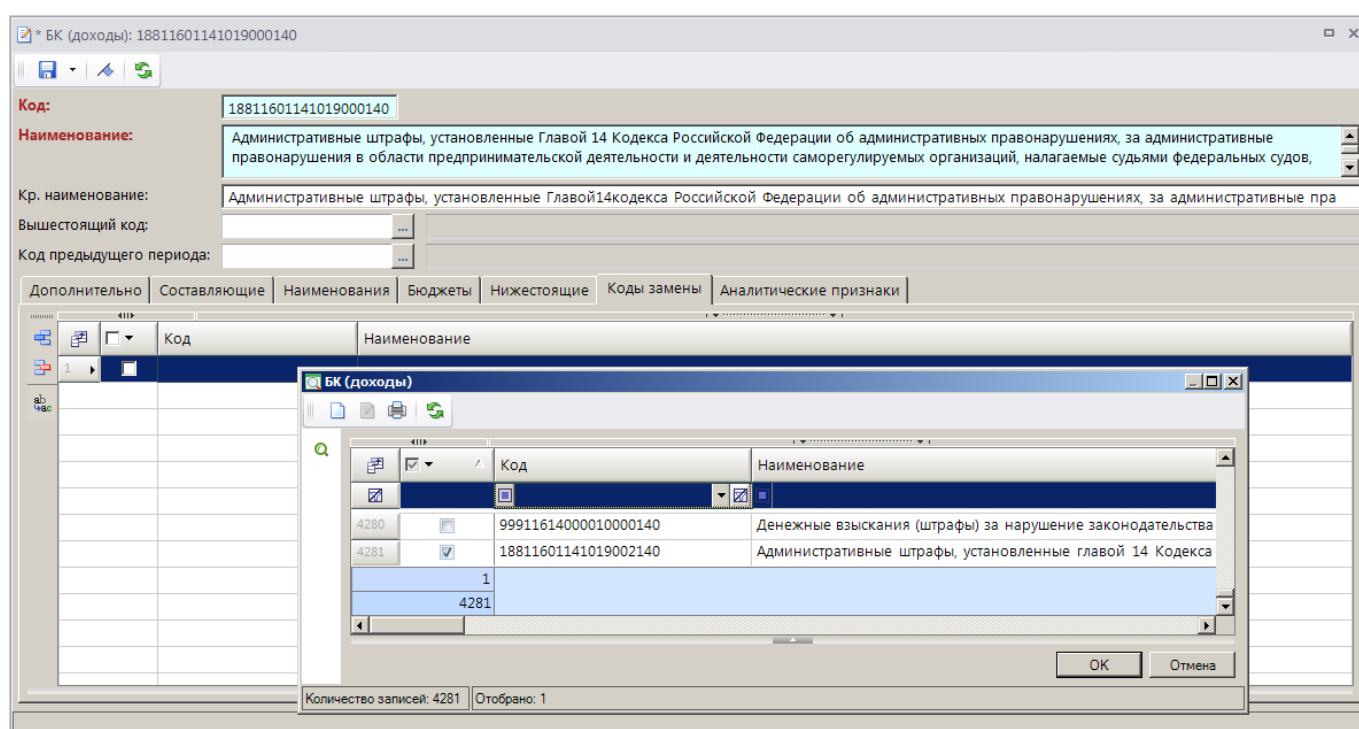 * БК (доходы): 18811601141019000140
Код:
18811601141019000140
Наименование:
Административные штрафы, установленные Главой 14 Кодекса Российской Федерации об административных правонарушениях, за административные
правонарушения в области предпринимательской деятельности и деятельности саморегулируемых организаций, налагаемые судьями федеральных судов,
Кр. наименование:
Административные штрафы, установленные Главой14кодекса Российской Федерации об административных правонарушениях, за административные пра
Вышестоящий код:
...
Код предыдущего периода:
...
Дополнительно Составляющие Наименования Бюджеты Нижестоящие Коды замены Аналитические признаки
Код Наименование
1
ab
ac
БК (доходы)
Код Наименование
4280 99911614000010000140 Денежные взыскания (штрафы) за нарушение законодательства
4281 18811601141019002140 Административные штрафы, установленные главой 14 Кодекса
1
4281
OK Отмена
Количество записей: 4281 Отобрано: 1